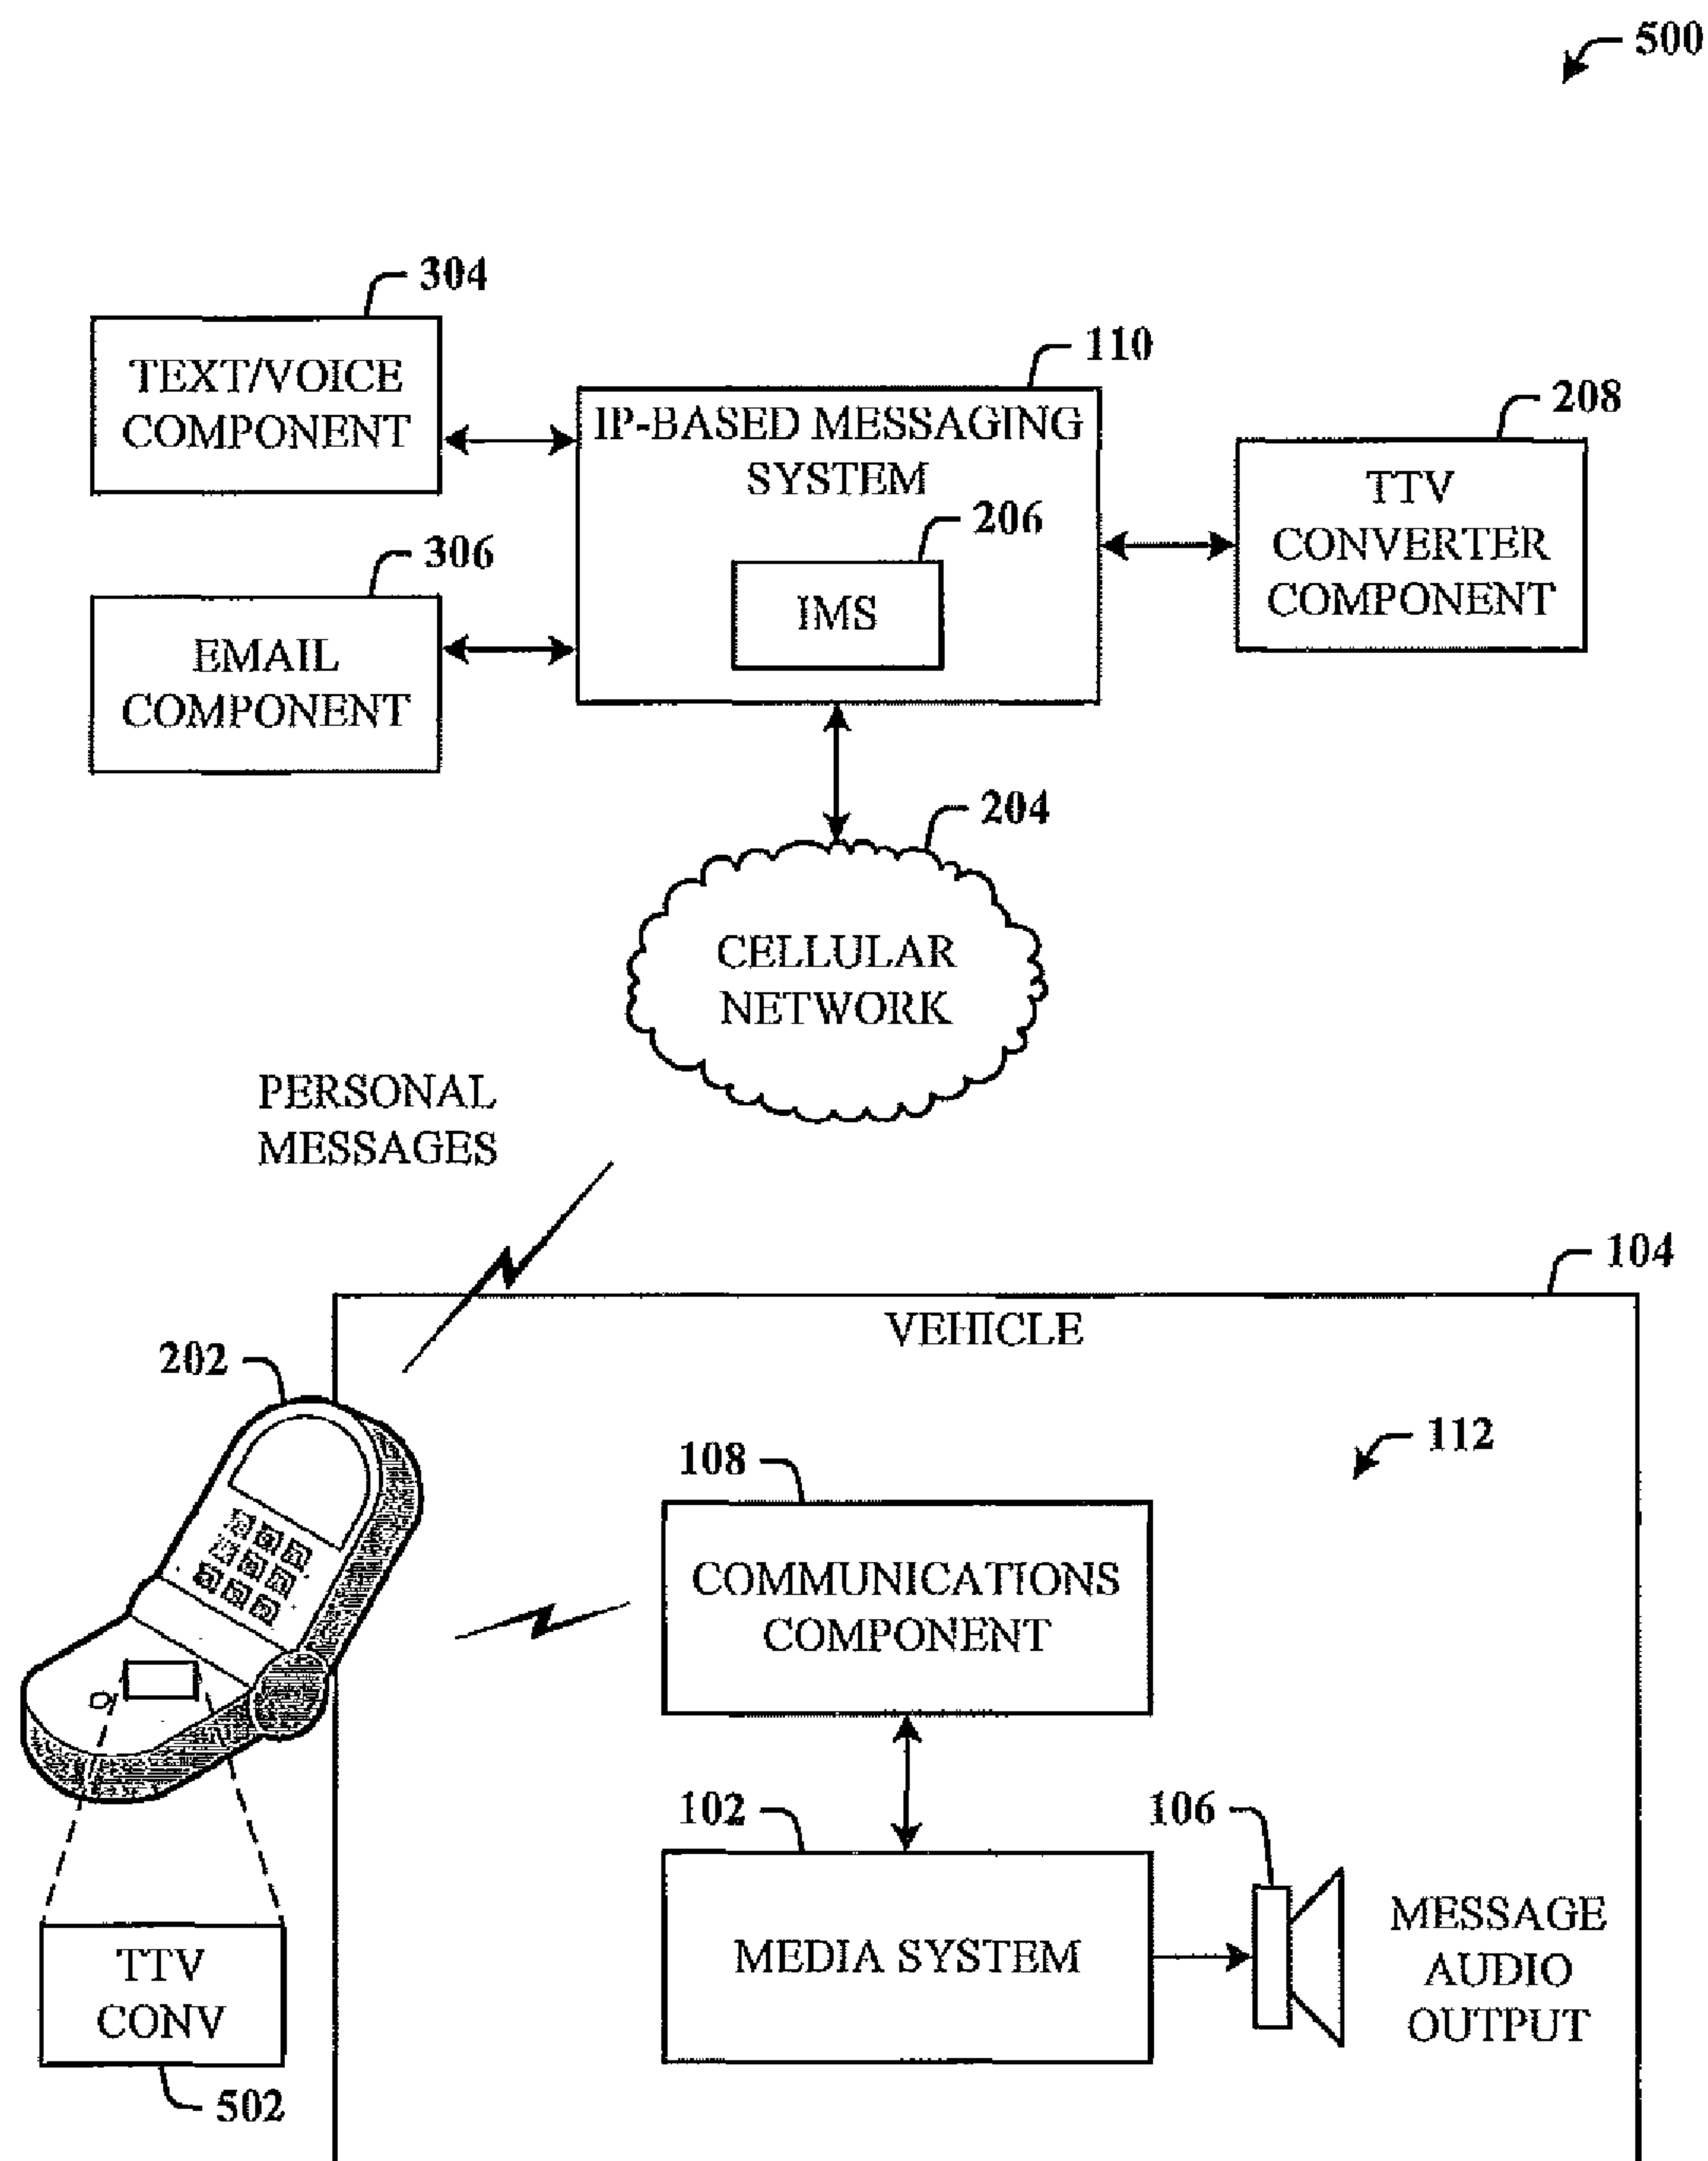 500
304
TEXT/VOICE
COMPONENT
110
IP-BASED MESSAGING
SYSTEM
208
TTV
CONVERTER
COMPONENT
206
IMS
306
EMAIL
COMPONENT
204
CELLULAR
NETWORK
PERSONAL
MESSAGES
104
VEHICLE
202
112
108
COMMUNICATIONS
COMPONENT
102
MEDIA SYSTEM
106
MESSAGE
AUDIO
OUTPUT
TTV
CONV
502